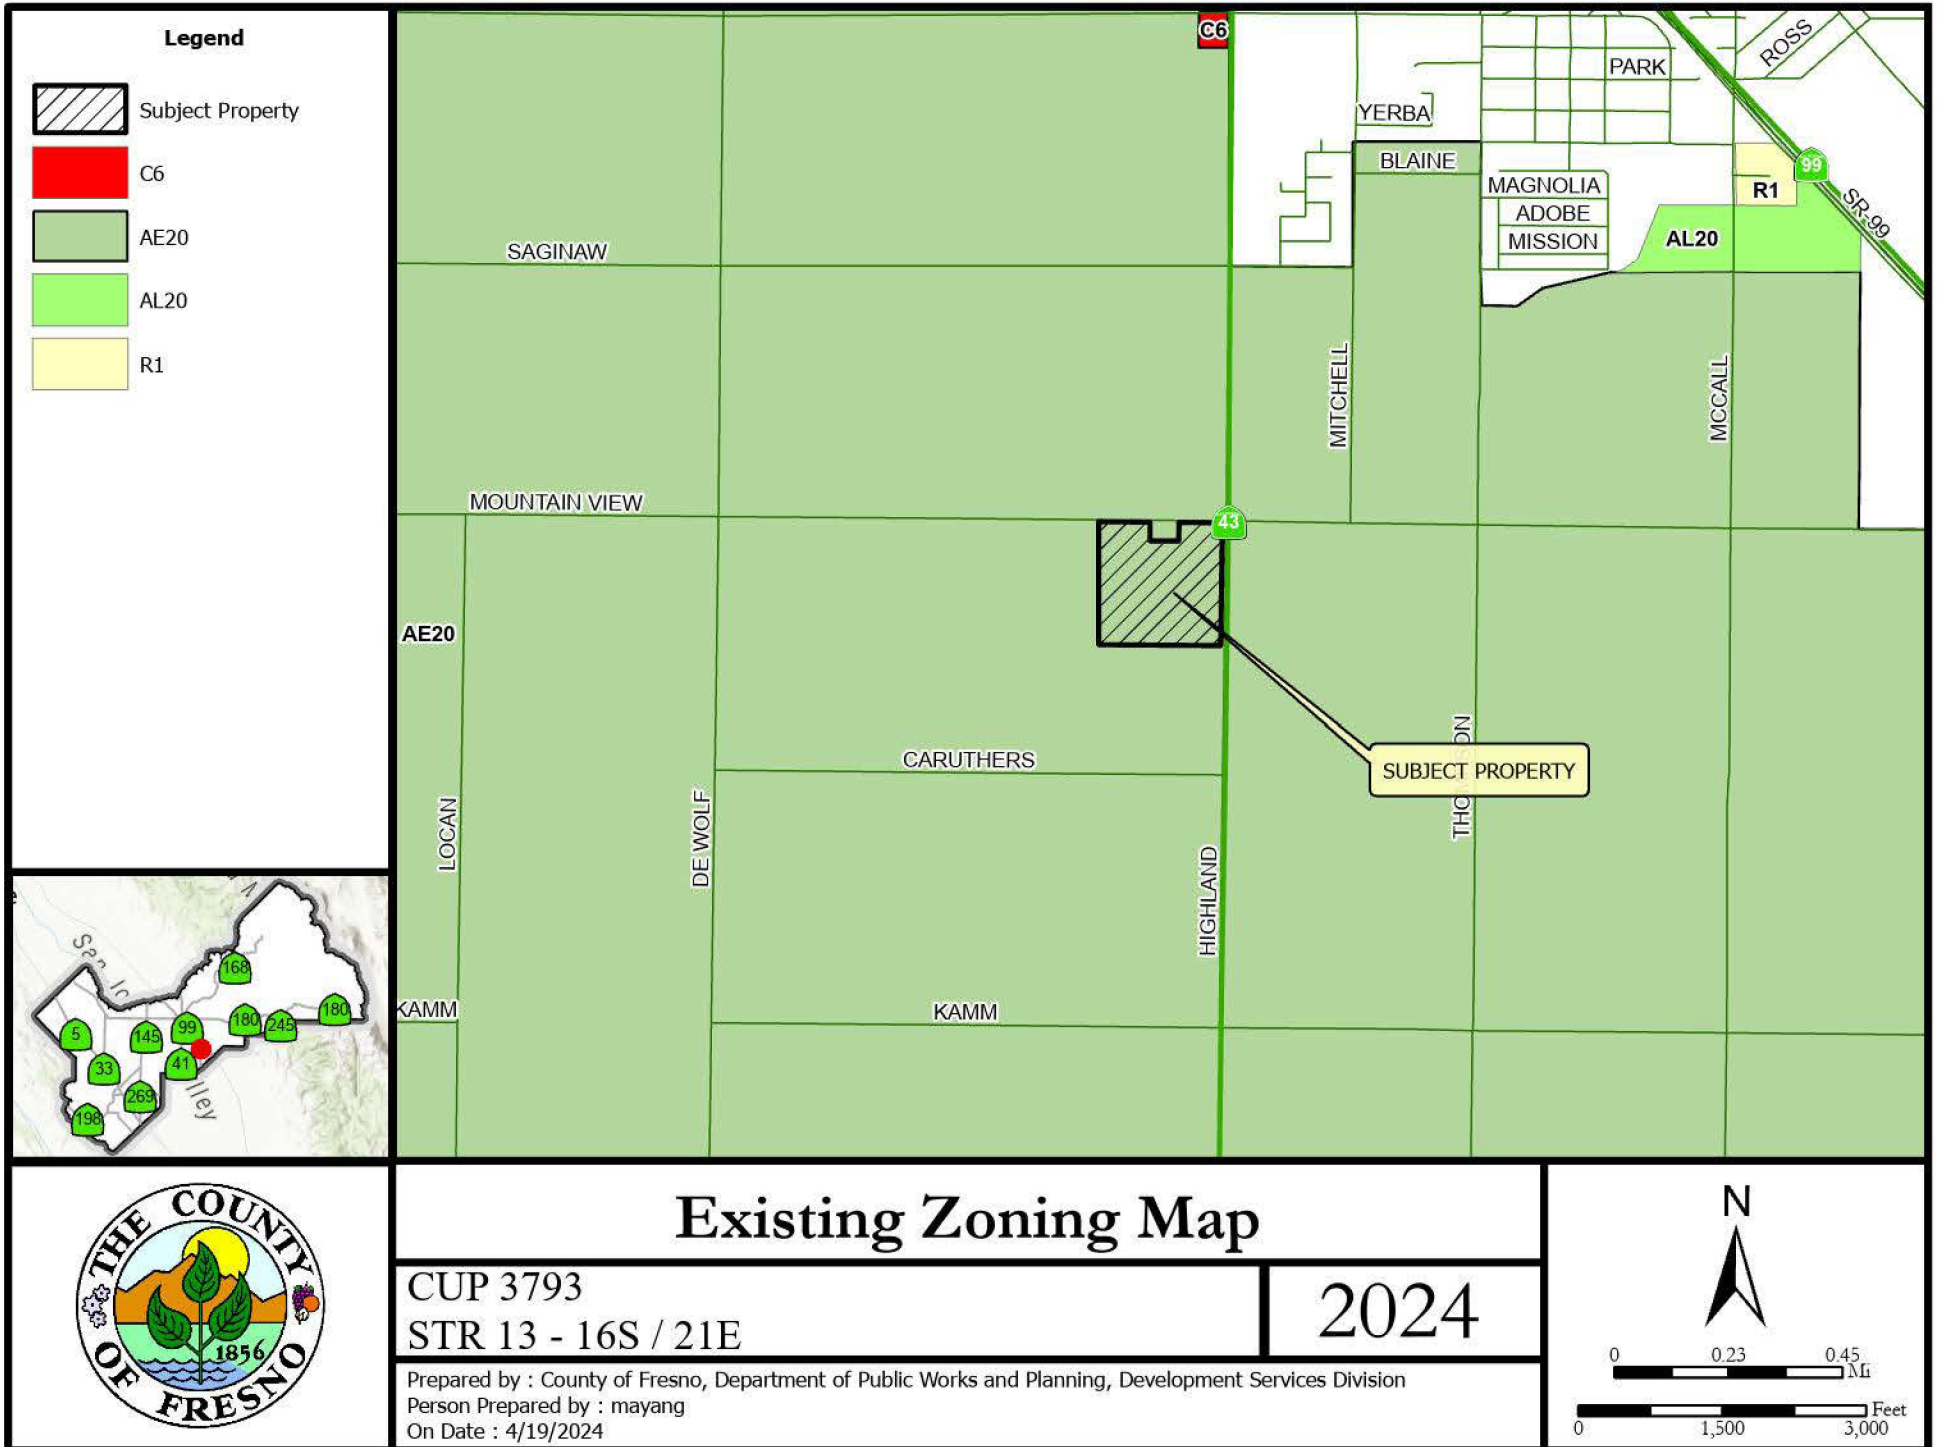 Legend
Subject Property
C6
AE20
AL20
R1
C6
ROSS
PARK
YERBA
BLAINE
99
MAGNOLIA
R1
ADOBE
SR-99
MISSION
AL20
SAGINAW
MITCHELL
MCCALL
MOUNTAIN VIEW
43
AE20
SUBJECT PROPERTY
CARUTHERS
LOCAN
DE WOLF
HIGHLAND
KAMM
KAMM
168
180
180
245
5
145
99
33
41
269
198
lley
THE COUNTY
OF FRESNO
1856
Existing Zoning Map
CUP 3793
STR 13 - 16S / 21E
2024
Prepared by : County of Fresno, Department of Public Works and Planning, Development Services Division
Person Prepared by : mayang
On Date : 4/19/2024
N
0 0.23 0.45
Mi
Feet
0 1,500 3,000